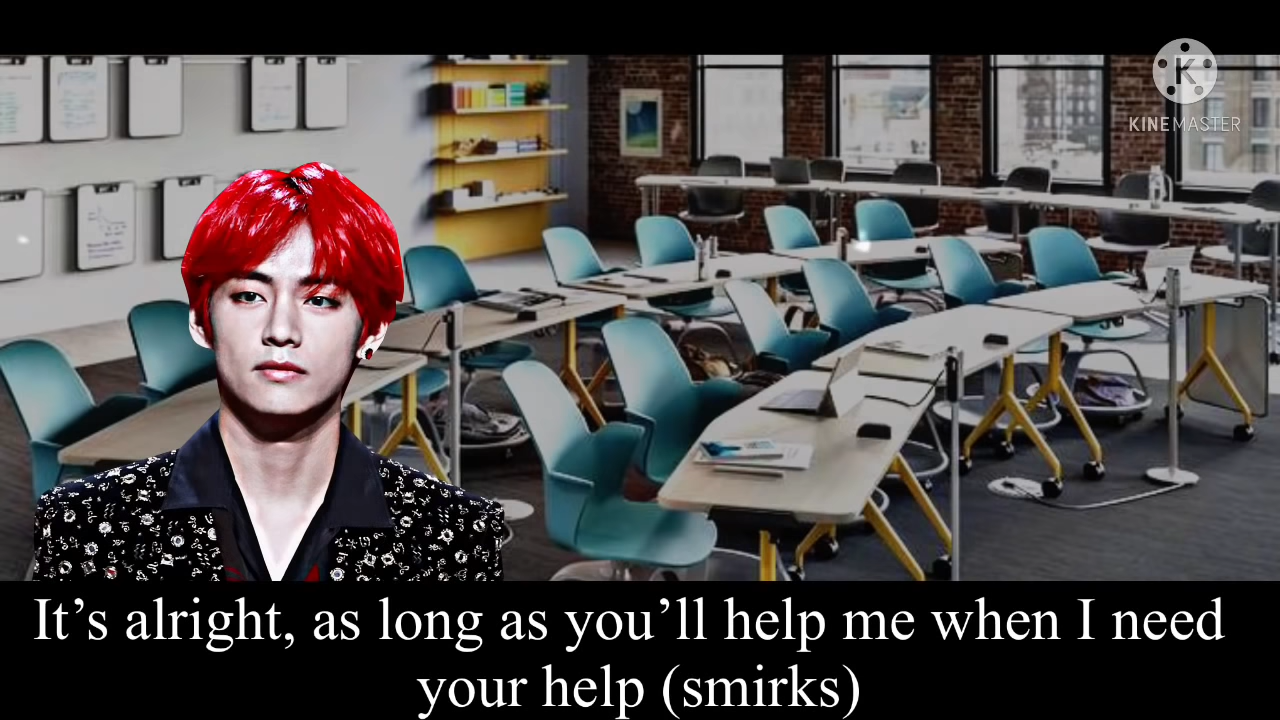 K
KINEMASTER
It's alright, as long as you'll help me when I need
your help (smirks)